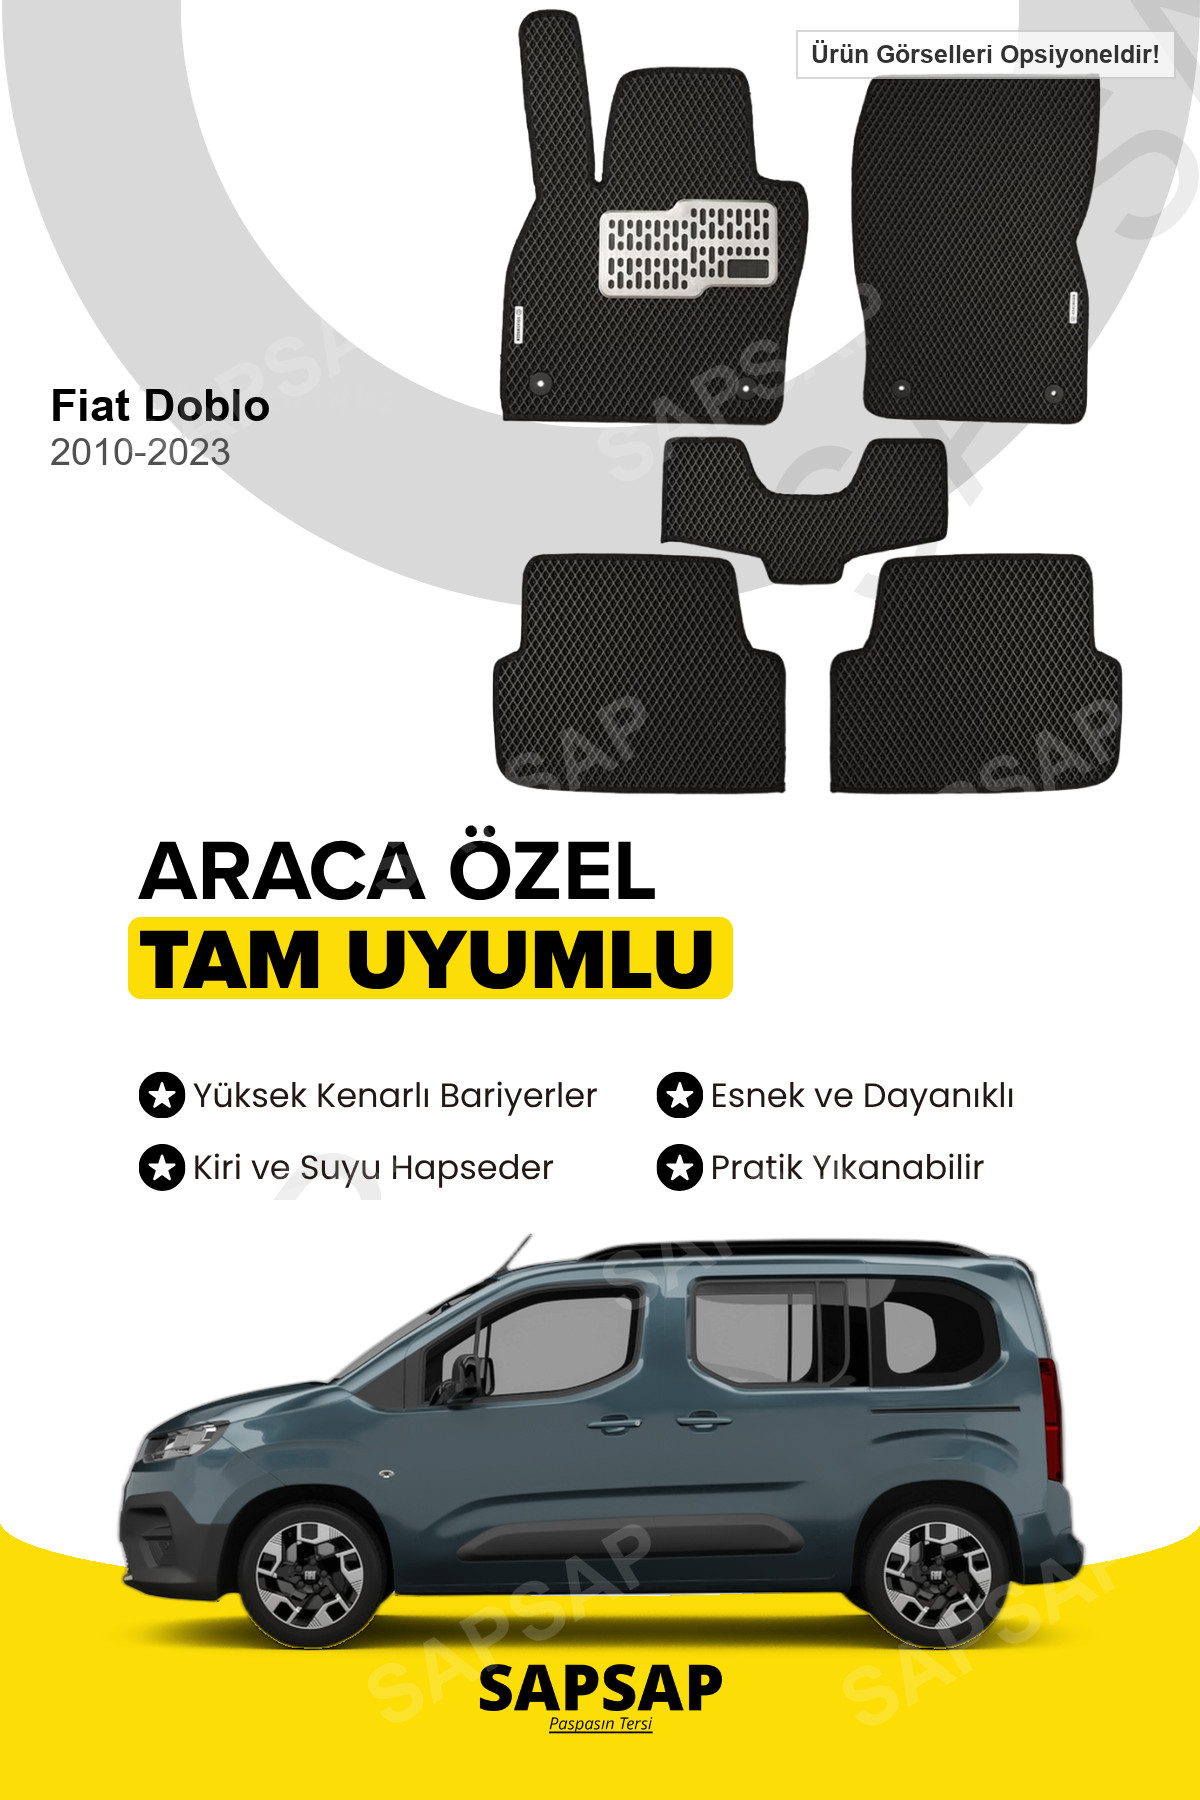 Ürün Görselleri Opsiyoneldir!
Fiat Doblo
2010-2023
ARACA ÖZEL
TAM UYUMLU
Yüksek Kenarlı Bariyerler
Esnek ve Dayanıklı
Kiri ve Suyu Hapseder
Pratik Yıkanabilir
SAPSAP
Paspasın Tersi